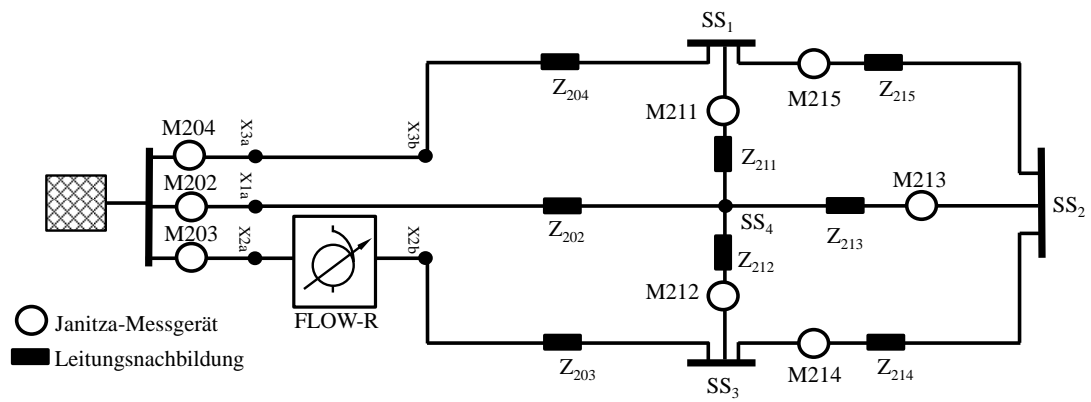 SS₁
Z₂₀₄
M215
Z₂₁₅
M211
M204
X3a
X3b
Z₂₁₁
M202
X1a
M213
SS₂
Z₂₀₂
SS₄
Z₂₁₃
M203
X2a
X2b
Z₂₁₂
M212
FLOW-R
Janitza-Messgerät
Leitungsnachbildung
Z₂₀₃
SS₃
M214
Z₂₁₄